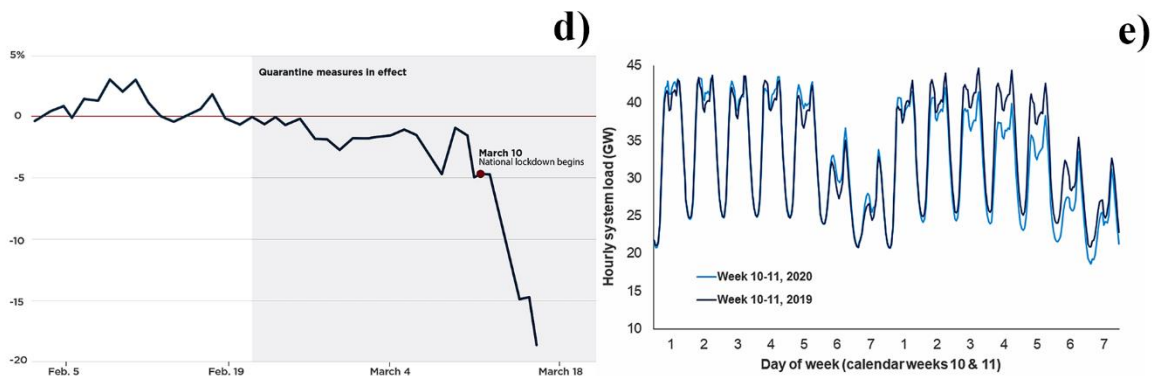 d)
5%
0
-5
-10
-15
-20
Quarantine measures in effect
March 10
National lockdown begins
Feb. 5 Feb. 19 March 4 March 18
e)
Hourly system load (GW)
45
40
35
30
25
20
15
10
Week 10-11, 2020
Week 10-11, 2019
1 2 3 4 5 6 7 1 2 3 4 5 6 7
Day of week (calendar weeks 10 & 11)